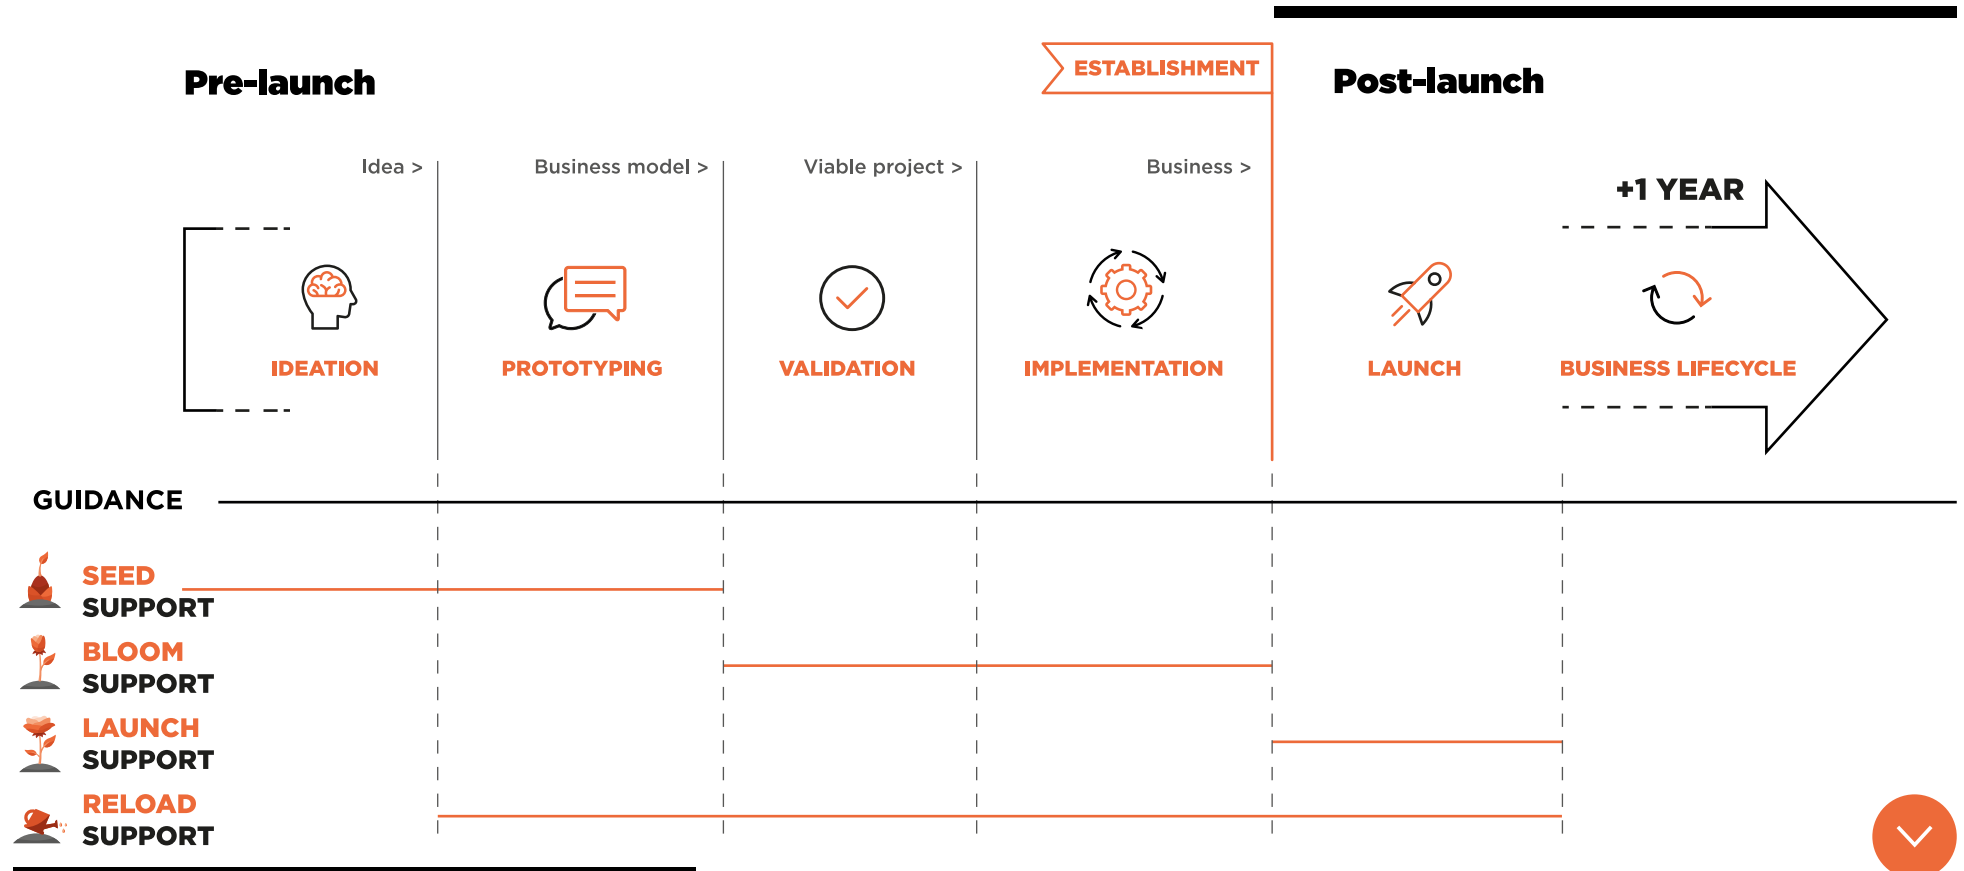 Pre-launch
ESTABLISHMENT
Post-launch
Idea >
Business model >
Viable project >
Business >
+1 YEAR
IDEATION
PROTOTYPING
VALIDATION
IMPLEMENTATION
LAUNCH
BUSINESS LIFECYCLE
GUIDANCE
SEED
SUPPORT
BLOOM
SUPPORT
LAUNCH
SUPPORT
RELOAD
SUPPORT